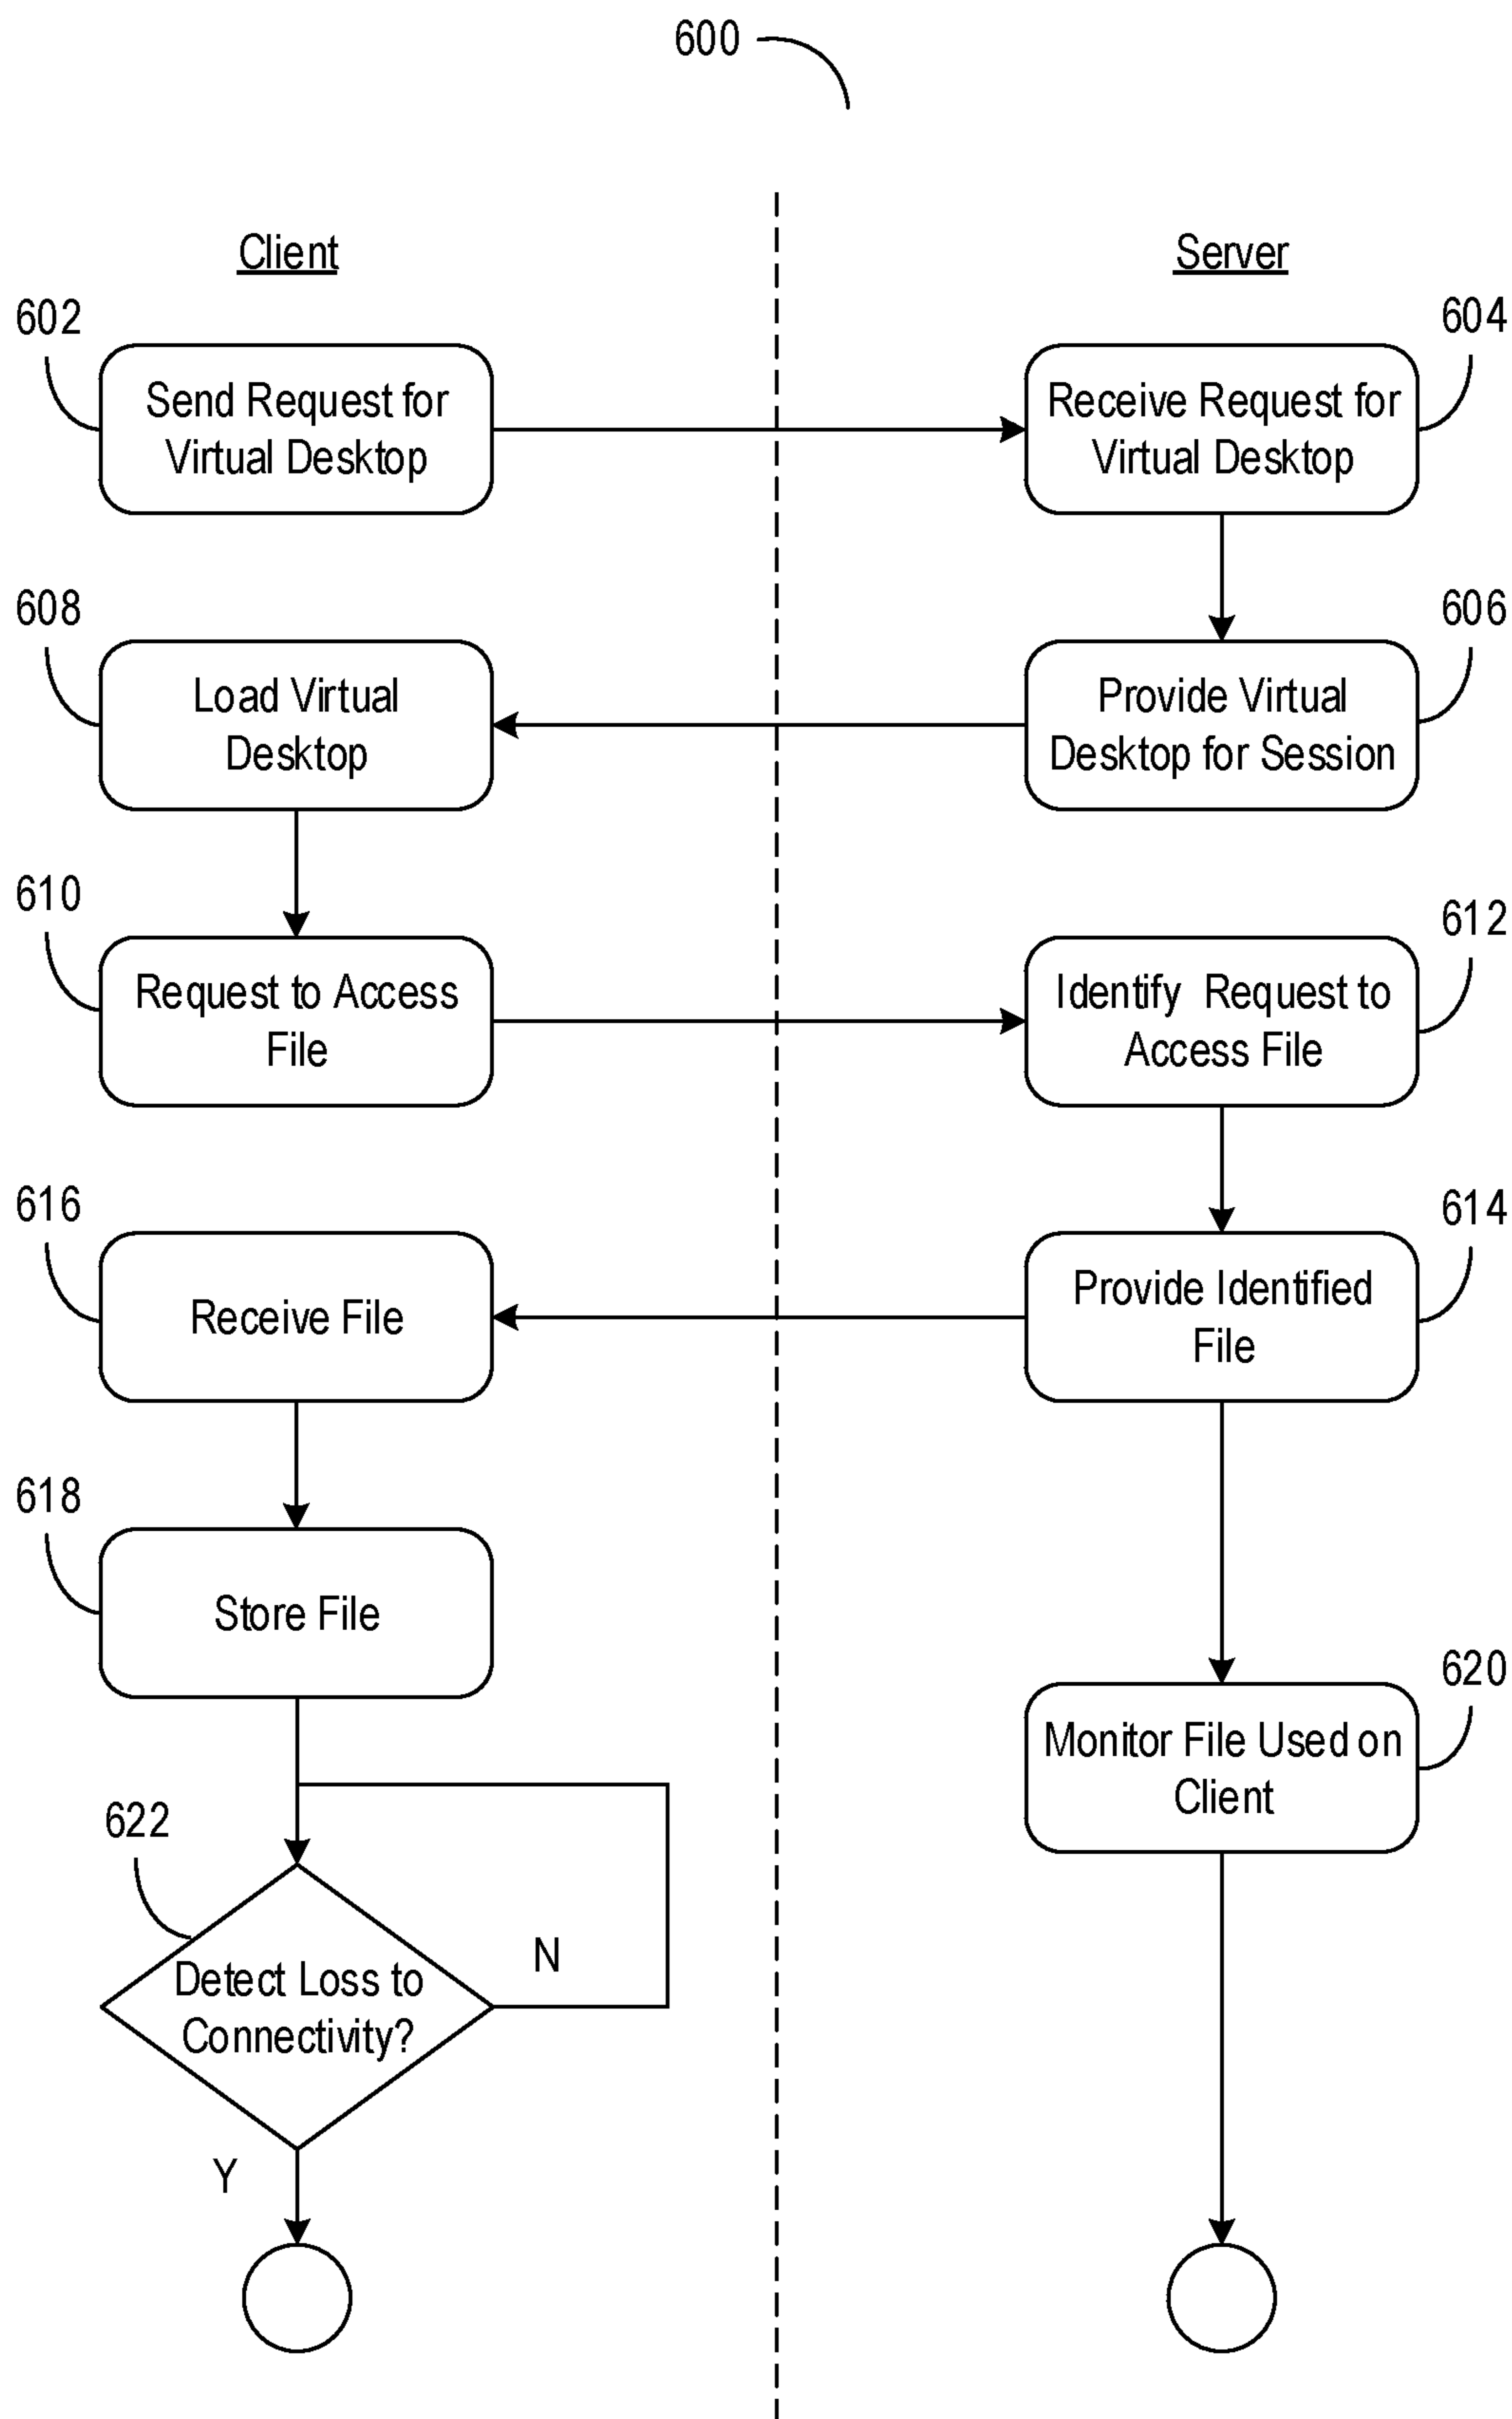 600
Client
Server
602
604
Send Request for
Virtual Desktop
Receive Request for
Virtual Desktop
608
606
Load Virtual
Desktop
Provide Virtual
Desktop for Session
610
612
Request to Access
File
Identify Request to
Access File
616
614
Receive File
Provide Identified
File
618
Store File
620
Monitor File Used on
Client
622
Detect Loss to
Connectivity?
N
Y